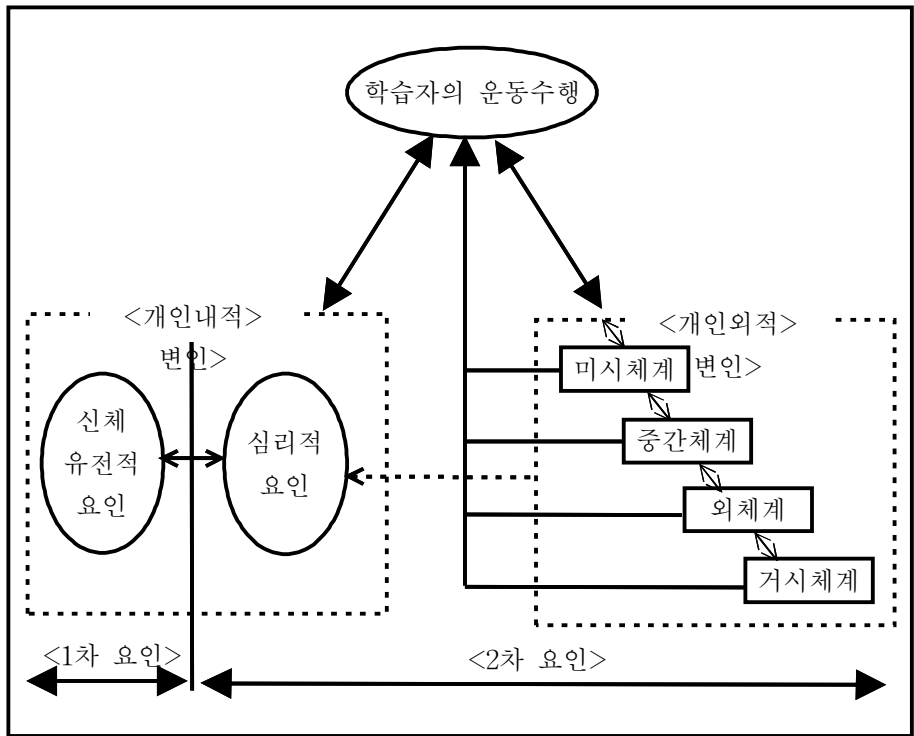 학습자의 운동수행
<개인내적>
변인>
신체
유전적
요인
심리적
요인
<개인외적>
변인>
미시체계
중간체계
외체계
거시체계
<1차 요인>
<2차 요인>